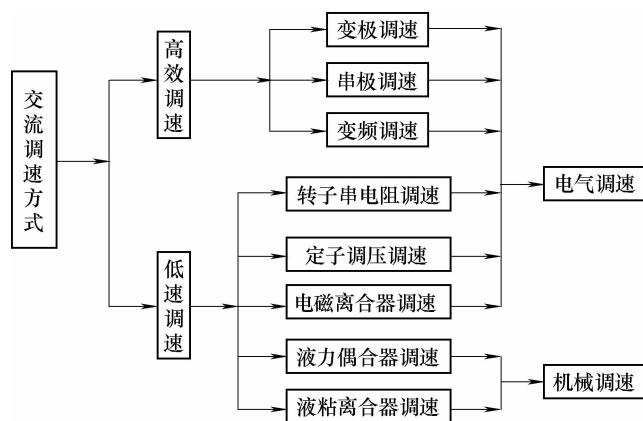 交流调速方式
高效调速
低速调速
变极调速
串极调速
变频调速
转子串电阻调速
定子调压调速
电磁离合器调速
液力偶合器调速
液粘离合器调速
电气调速
机械调速